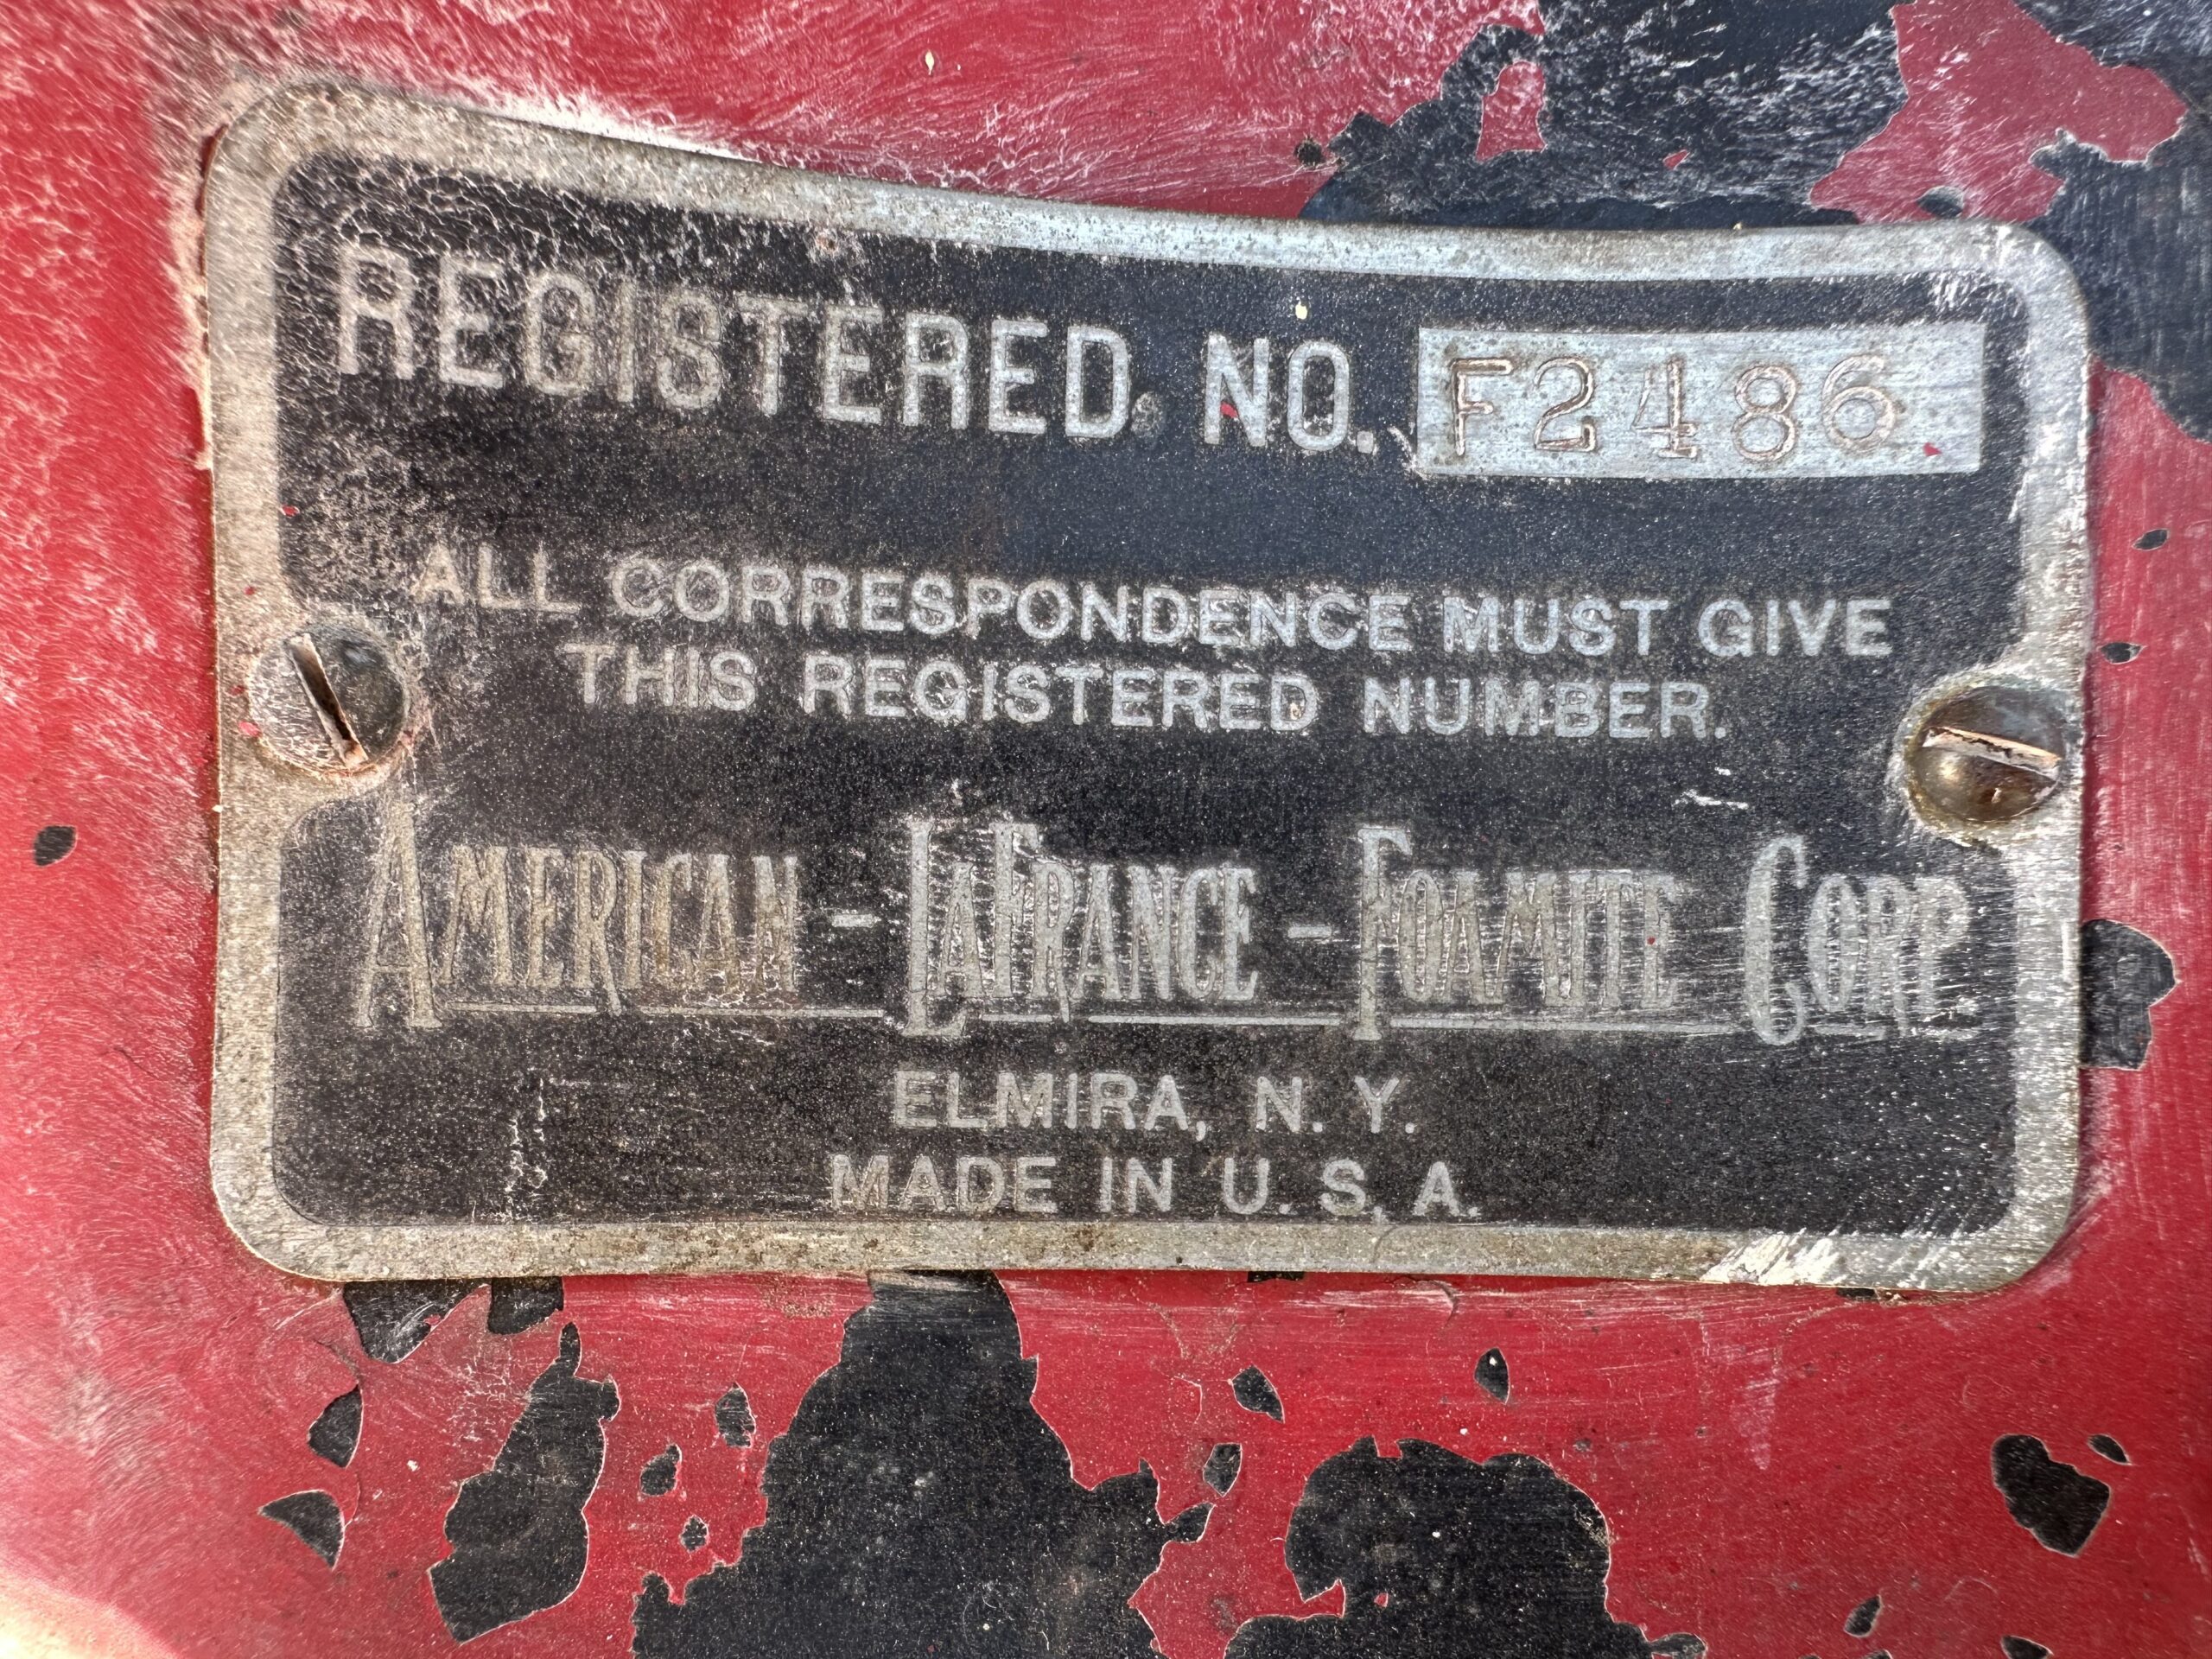 REGISTERED. NO. F2486
ALL CORRESPONDENCE MUST GIVE
THIS REGISTERED NUMBER.
AMERICAN-LAFRANCE-FOAMITE CORP
ELMIRA, N. Y.
MADE IN U. S. A.